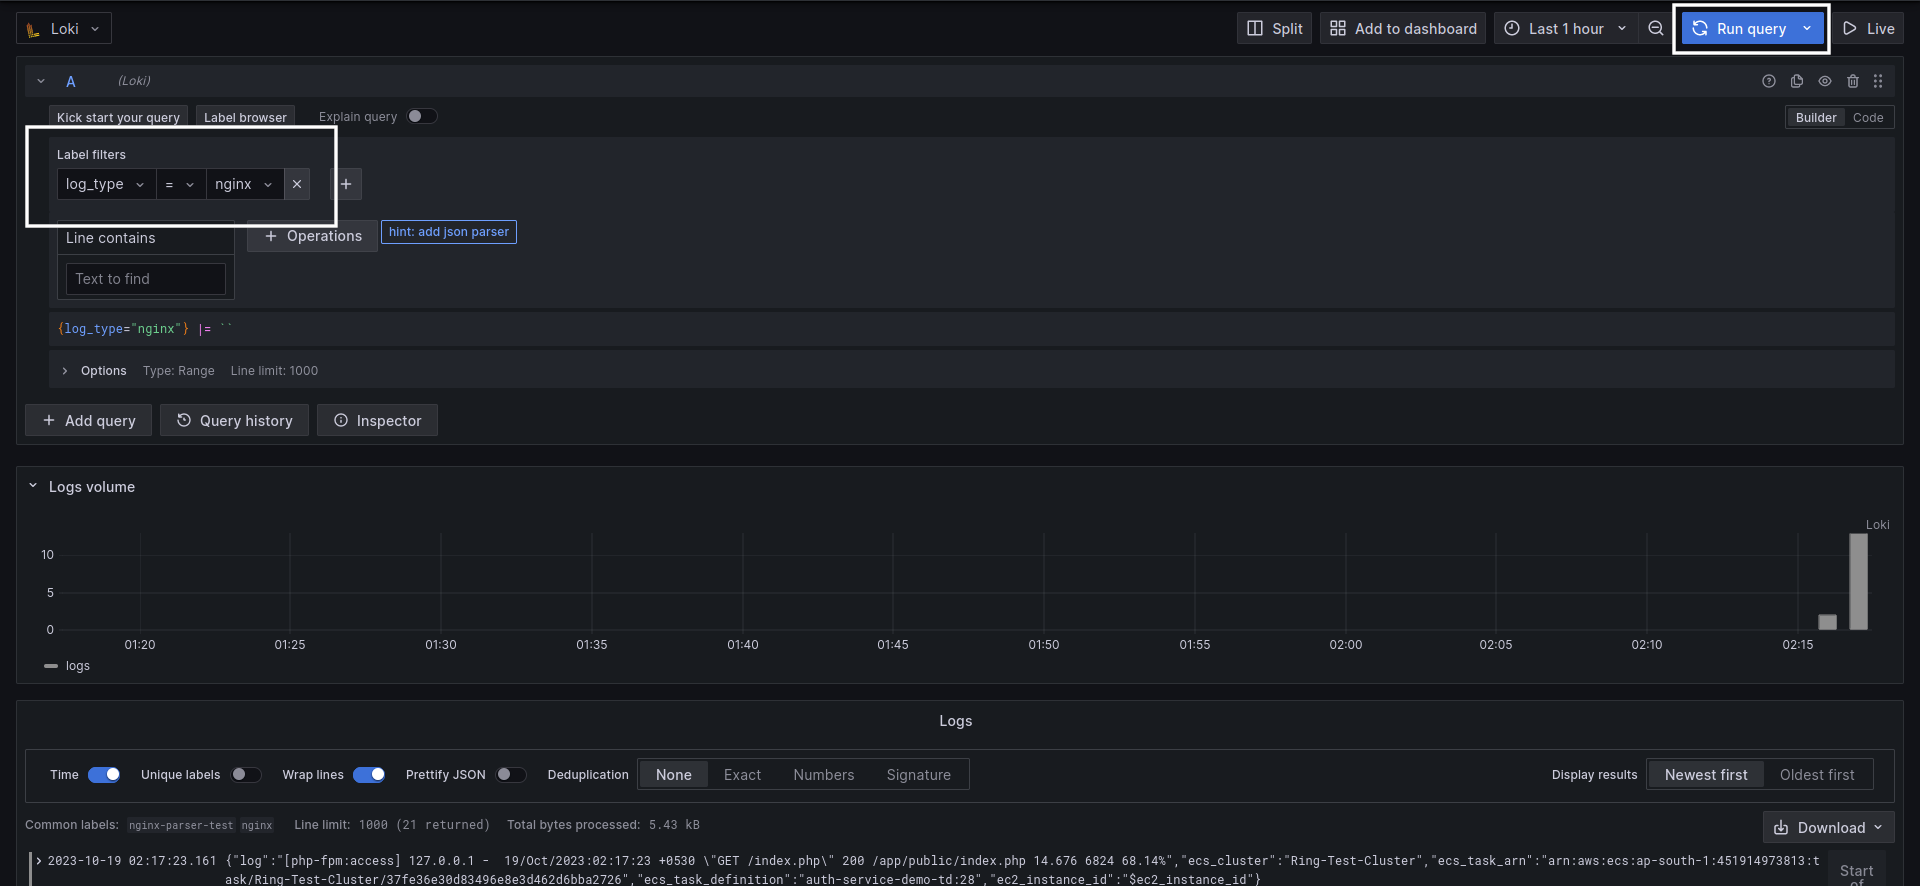 Loki
Split
Add to dashboard
Last 1 hour
Run query
Live
A
(Loki)
Kick start your query
Label browser
Explain query
Builder
Code
Label filters
log_type
=
nginx
Line contains
Operations
hint: add json parser
Text to find
{log_type="nginx"} |= ``
Options Type: Range Line limit: 1000
Add query
Query history
Inspector
Logs volume
Loki
10
5
0
01:20 01:25 01:30 01:35 01:40 01:45 01:50 01:55 02:00 02:05 02:10 02:15
logs
Logs
Time Unique labels Wrap lines Prettify JSON Deduplication None Exact Numbers Signature Display results Newest first Oldest first
Common labels: nginx-parser-test nginx Line limit: 1000 (21 returned) Total bytes processed: 5.43 kB
Download
2023-10-19 02:17:23.161 {"log":"[php-fpm:access] 127.0.0.1 - 19/Oct/2023:02:17:23 +0530 \"GET /index.php\" 200 /app/public/index.php 14.676 6824 68.14%","ecs_cluster":"Ring-Test-Cluster","ecs_task_arn":"arn:aws:ecs:ap-south-1:451914973813:t
ask/Ring-Test-Cluster/37fe36e30d83496e8e3d462d6bba2726","ecs_task_definition":"auth-service-demo-td:28","ec2_instance_id":"$ec2_instance_id"}
Start
of